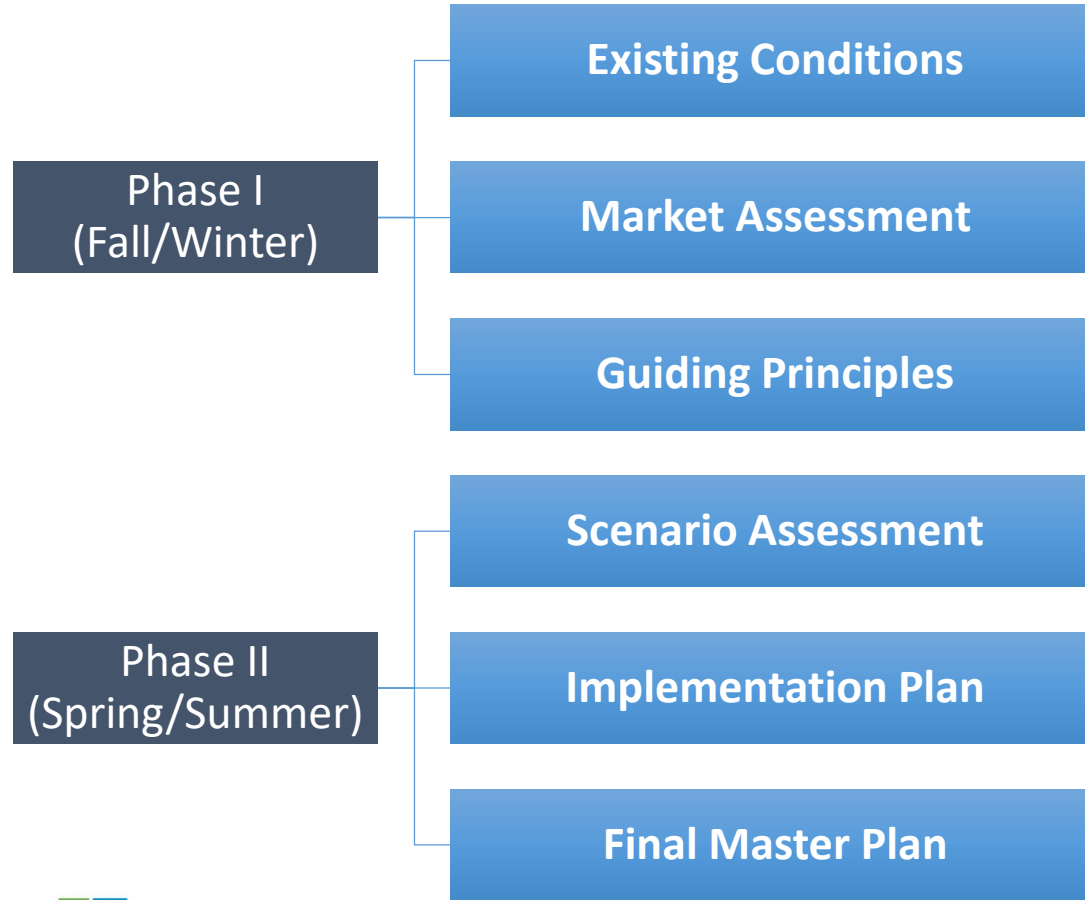 Phase I
(Fall/Winter)
Existing Conditions
Market Assessment
Guiding Principles
Phase II
(Spring/Summer)
Scenario Assessment
Implementation Plan
Final Master Plan